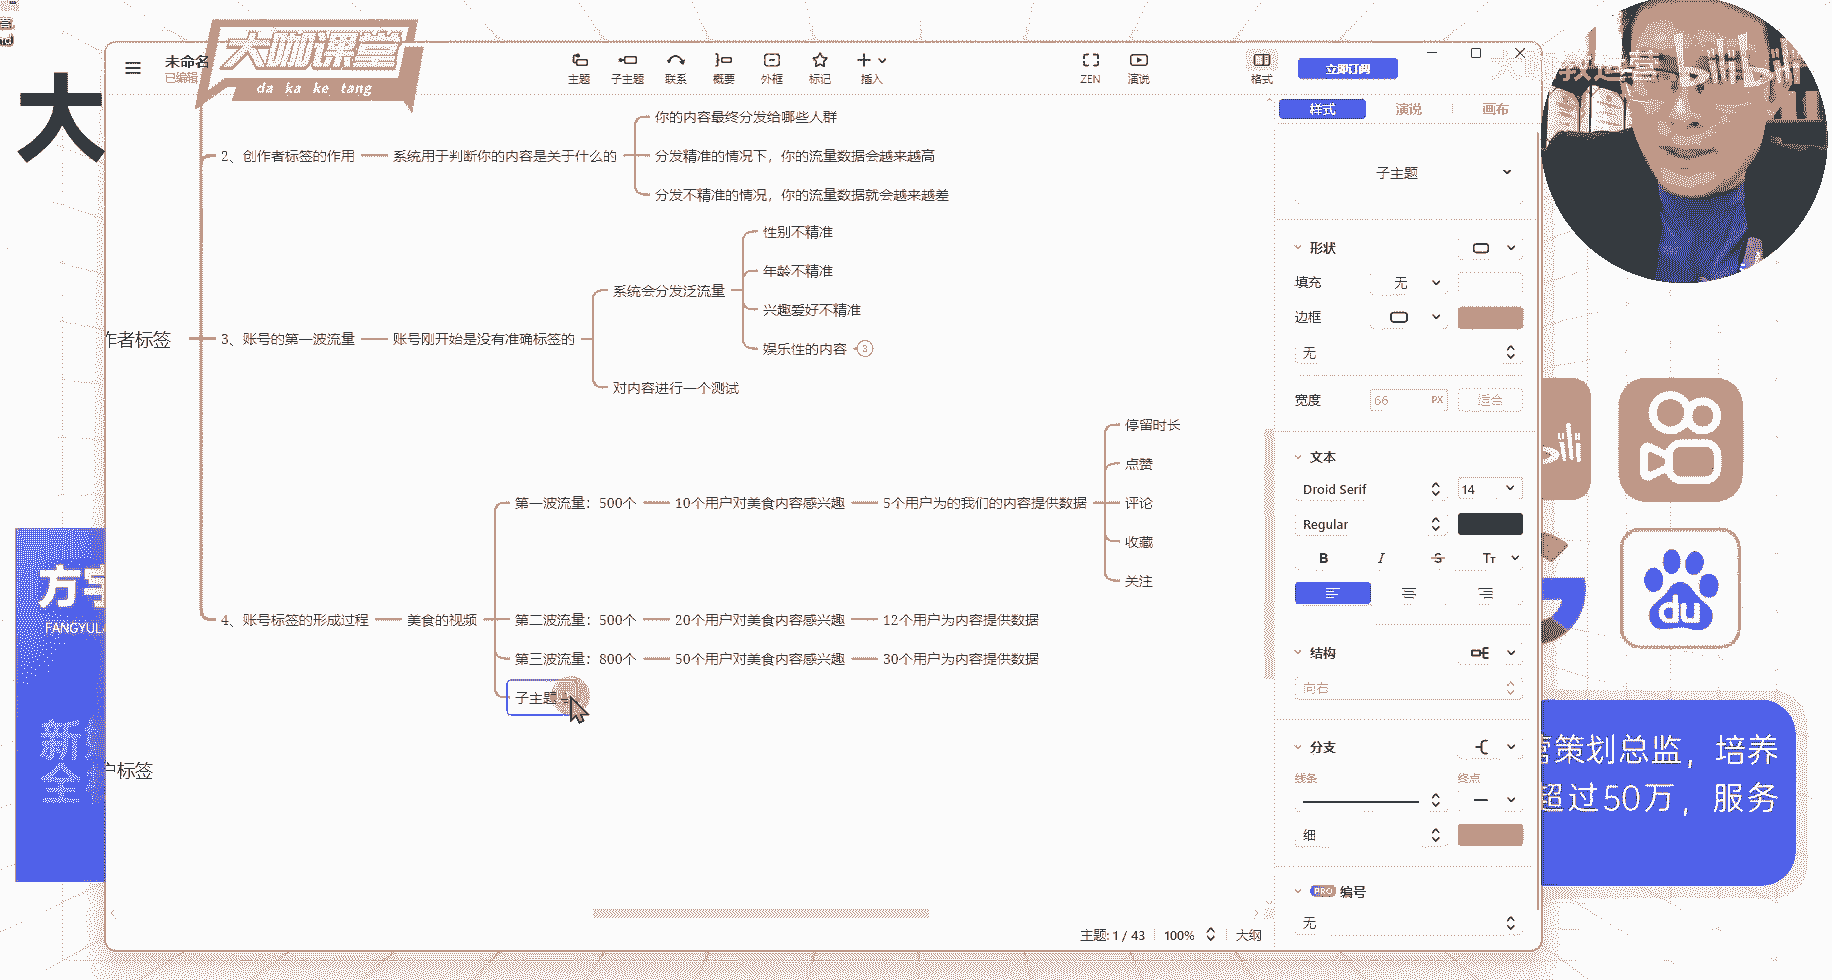 nd
大
大咖课堂
da ka ke tang
未命名
已编辑
主题
子主题
联系
概要
外框
标记
插入
ZEN
演说
格式
立即订阅
bilibili
样式
演说
画布
你的内容最终分发给哪些人群
2、创作者标签的作用
系统用于判断你的内容是关于什么的
分发精准的情况下，你的流量数据会越来越高
分发不精准的情况，你的流量数据就会越来越差
性别不精准
年龄不精准
系统会分发泛流量
兴趣爱好不精准
作者标签
3、账号的第一波流量
账号刚开始是没有准确标签的
娱乐性的内容
3
对内容进行一个测试
停留时长
点赞
第一波流量：500个
10个用户对美食内容感兴趣
5个用户为的我们的内容提供数据
评论
收藏
关注
4、账号标签的形成过程
美食的视频
第二波流量：500个
20个用户对美食内容感兴趣
12个用户为内容提供数据
第三波流量：800个
50个用户对美食内容感兴趣
30个用户为内容提供数据
子主题
户标签
子主题
形状
填充
无
边框
无
宽度
66
PX
适合
文本
Droid Serif
14
Regular
B
I
S
Tт
结构
向右
分支
线条
终点
细
PRO
编号
无
主题: 1 / 43
100%
大纲
方宇
FANGYULA
新
全
du
营策划总监，培养
超过50万，服务